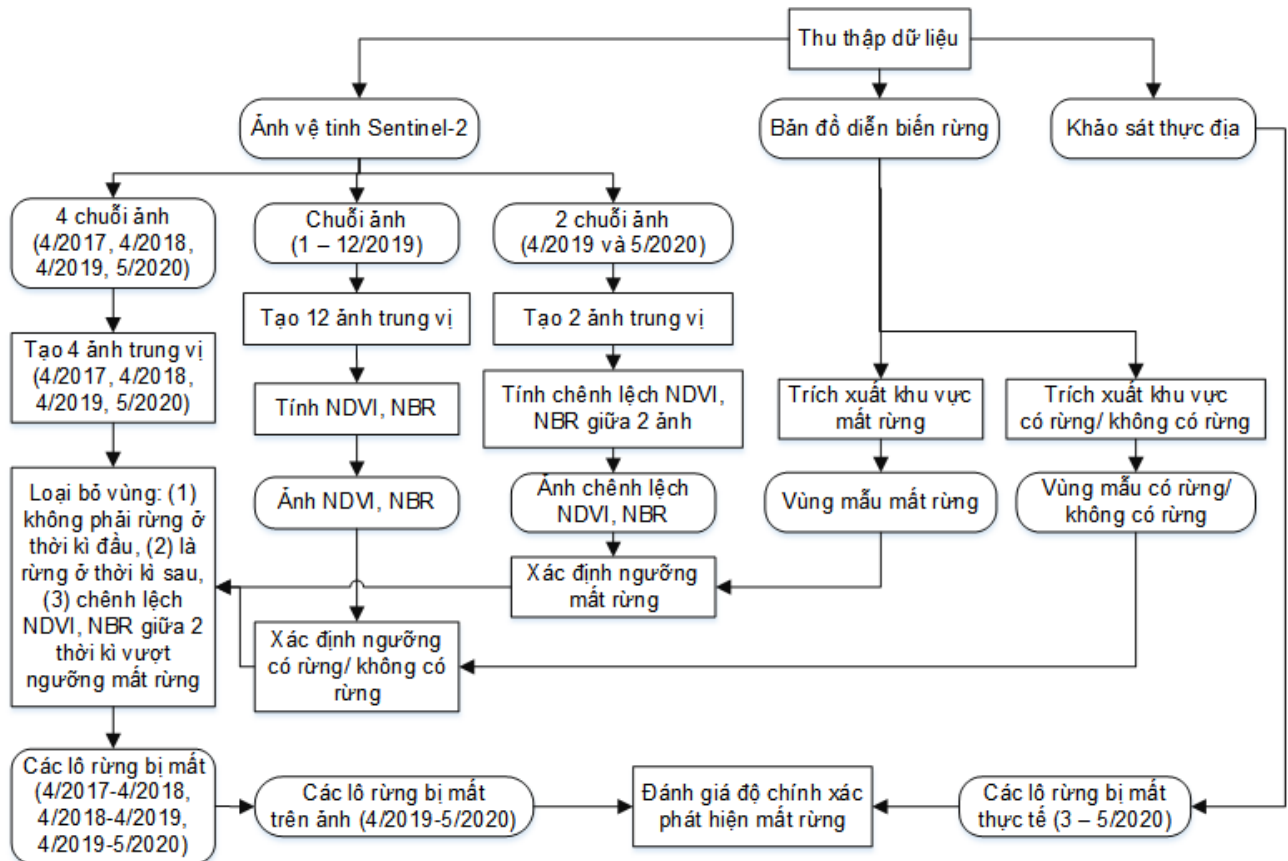 Thu thập dữ liệu
Ảnh vệ tinh Sentinel-2
Bản đồ diễn biến rừng
Khảo sát thực địa
4 chuỗi ảnh
(4/2017, 4/2018,
4/2019, 5/2020)
Chuỗi ảnh
(1 – 12/2019)
2 chuỗi ảnh
(4/2019 và 5/2020)
Tạo 4 ảnh trung vị
(4/2017, 4/2018,
4/2019, 5/2020)
Tạo 12 ảnh trung vị
Tạo 2 ảnh trung vị
Tính NDVI, NBR
Tính chênh lệch NDVI,
NBR giữa 2 ảnh
Trích xuất khu vực
mất rừng
Trích xuất khu vực
có rừng/ không có rừng
Loại bỏ vùng: (1)
không phải rừng ở
thời kì đầu, (2) là
rừng ở thời kì sau,
(3) chênh lệch
NDVI, NBR giữa 2
thời kì vượt
ngưỡng mất rừng
Ảnh NDVI, NBR
Ảnh chênh lệch
NDVI, NBR
Vùng mẫu mất rừng
Vùng mẫu có rừng/
không có rừng
Xác định ngưỡng
mất rừng
Xác định ngưỡng
có rừng/ không có
rừng
Các lô rừng bị mất
(4/2017-4/2018,
4/2018-4/2019,
4/2019-5/2020)
Các lô rừng bị mất
trên ảnh (4/2019-5/2020)
Đánh giá độ chính xác
phát hiện mất rừng
Các lô rừng bị mất
thực tế (3 – 5/2020)